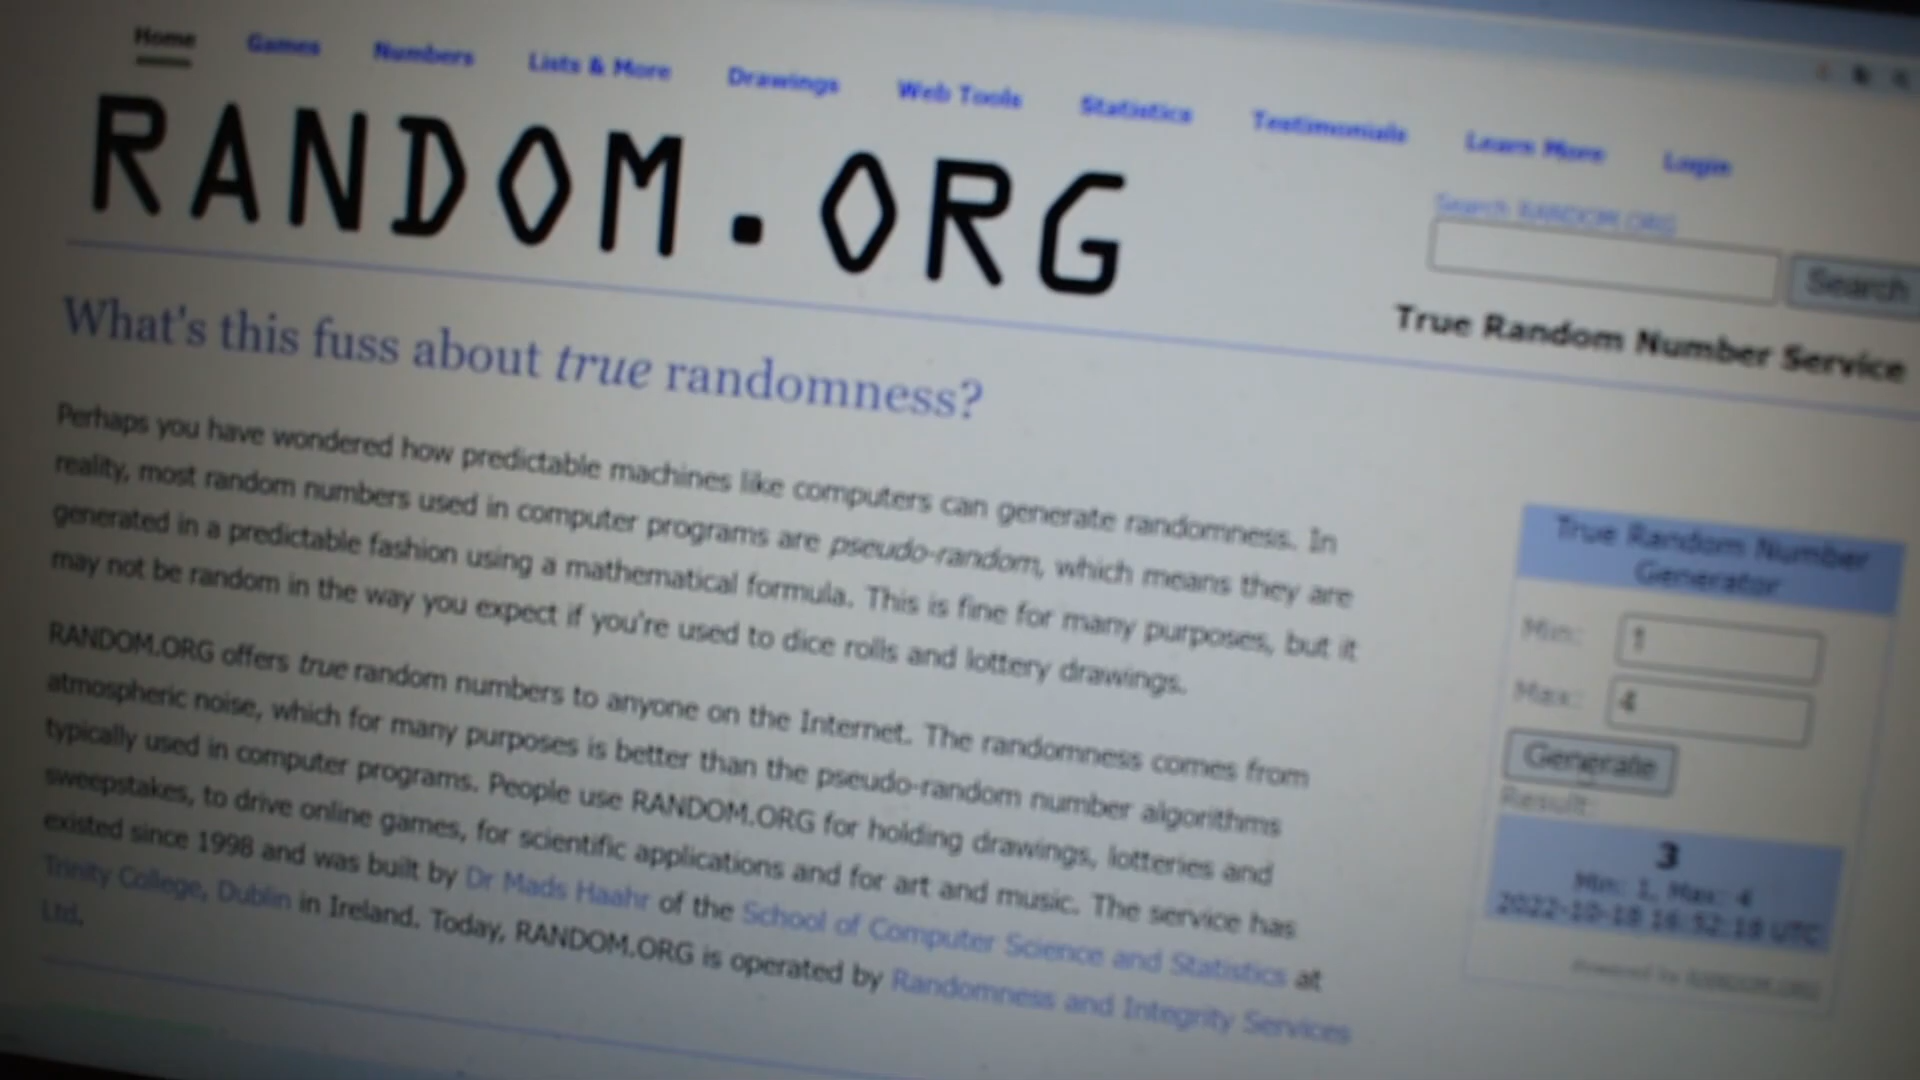 Home Games Numbers Lists & More Drawings Web Tools Statistics Testimonials Learn More Login
RANDOM.ORG
Search RANDOM.ORG
Search
True Random Number Service
What's this fuss about true randomness?
Perhaps you have wondered how predictable machines like computers can generate randomness. In
reality, most random numbers used in computer programs are pseudo-random, which means they are
generated in a predictable fashion using a mathematical formula. This is fine for many purposes, but it
may not be random in the way you expect if you're used to dice rolls and lottery drawings.
RANDOM.ORG offers true random numbers to anyone on the Internet. The randomness comes from
atmospheric noise, which for many purposes is better than the pseudo-random number algorithms
typically used in computer programs. People use RANDOM.ORG for holding drawings, lotteries and
sweepstakes, to drive online games, for scientific applications and for art and music. The service has
existed since 1998 and was built by Dr Mads Haahr of the School of Computer Science and Statistics at
Trinity College, Dublin in Ireland. Today, RANDOM.ORG is operated by Randomness and Integrity Services
Ltd.
True Random Number
Generator
Min: 1
Max: 4
Generate
Result:
3
Min: 1, Max: 4
2022-10-18 16:52:18 UTC
Powered by RANDOM.ORG